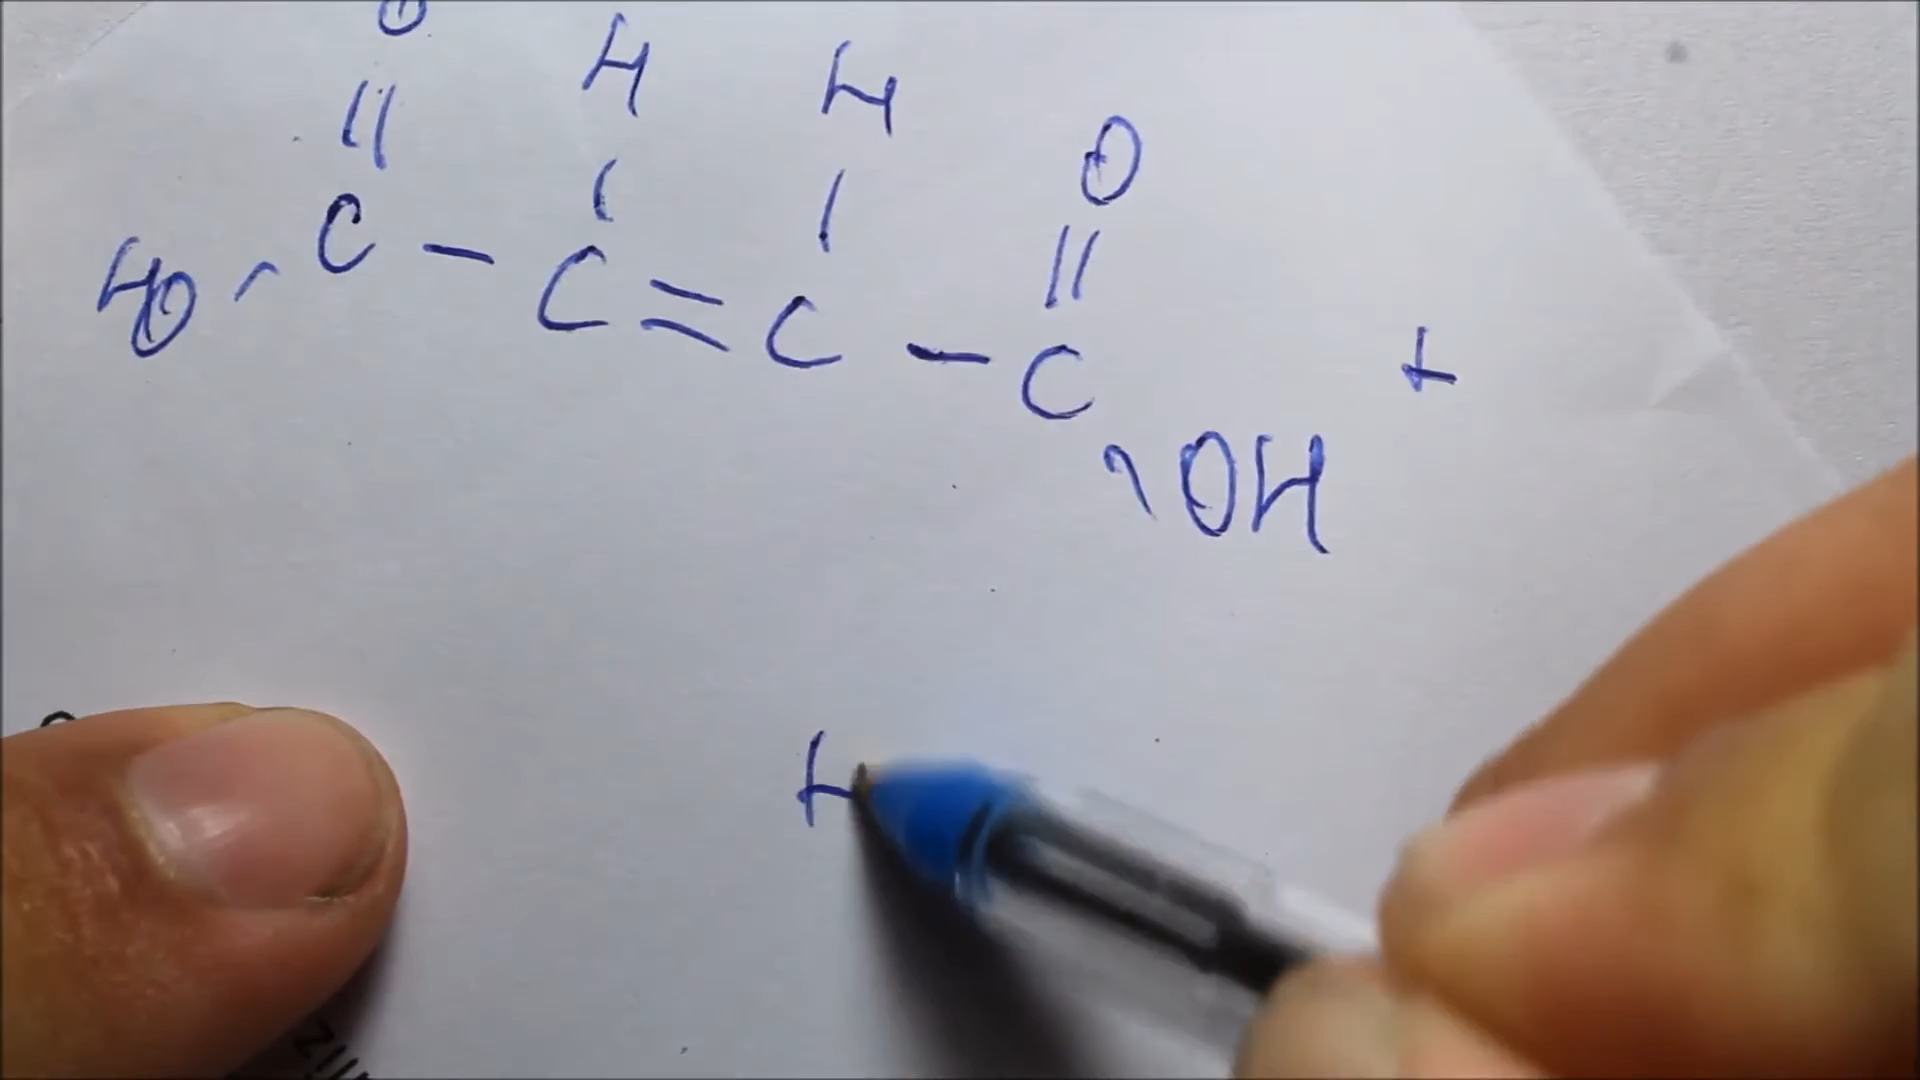 O H H O
|| | | ||
HO - C - C = C - C - OH +
H